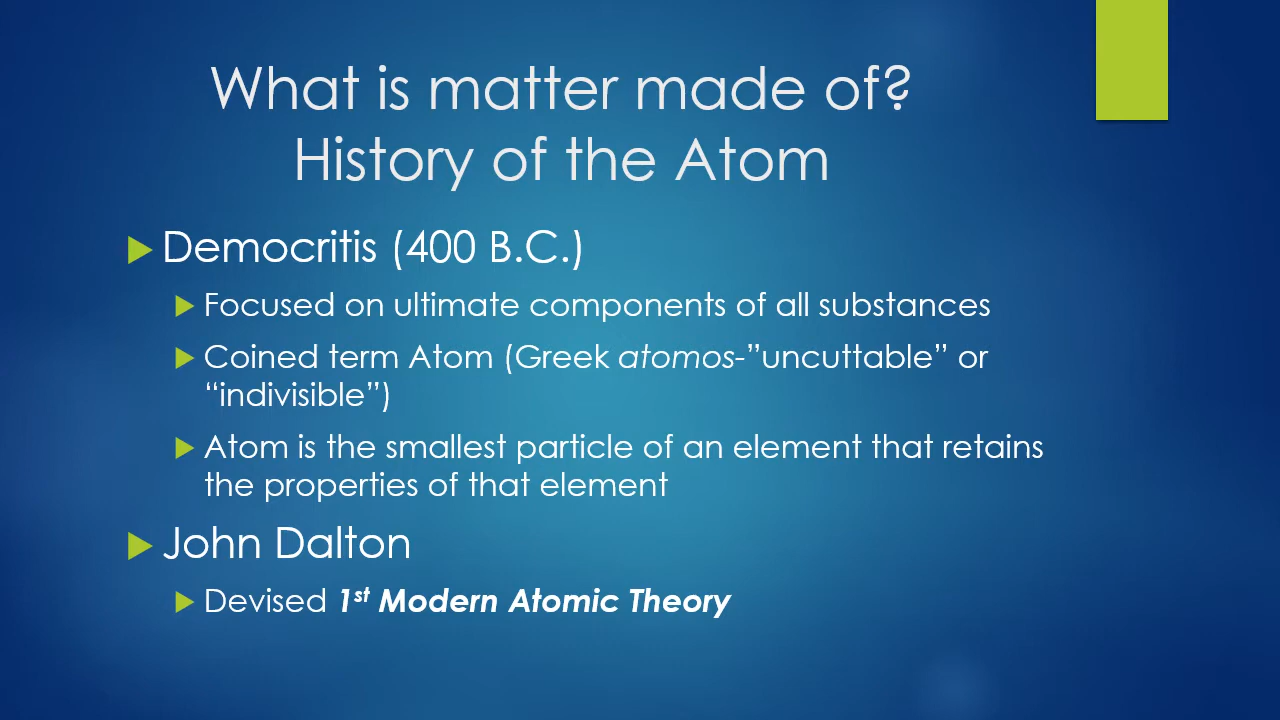 What is matter made of?
History of the Atom
Democritis (400 B.C.)
Focused on ultimate components of all substances
Coined term Atom (Greek atomos-”uncuttable” or
“indivisible”)
Atom is the smallest particle of an element that retains
the properties of that element
John Dalton
Devised 1st Modern Atomic Theory